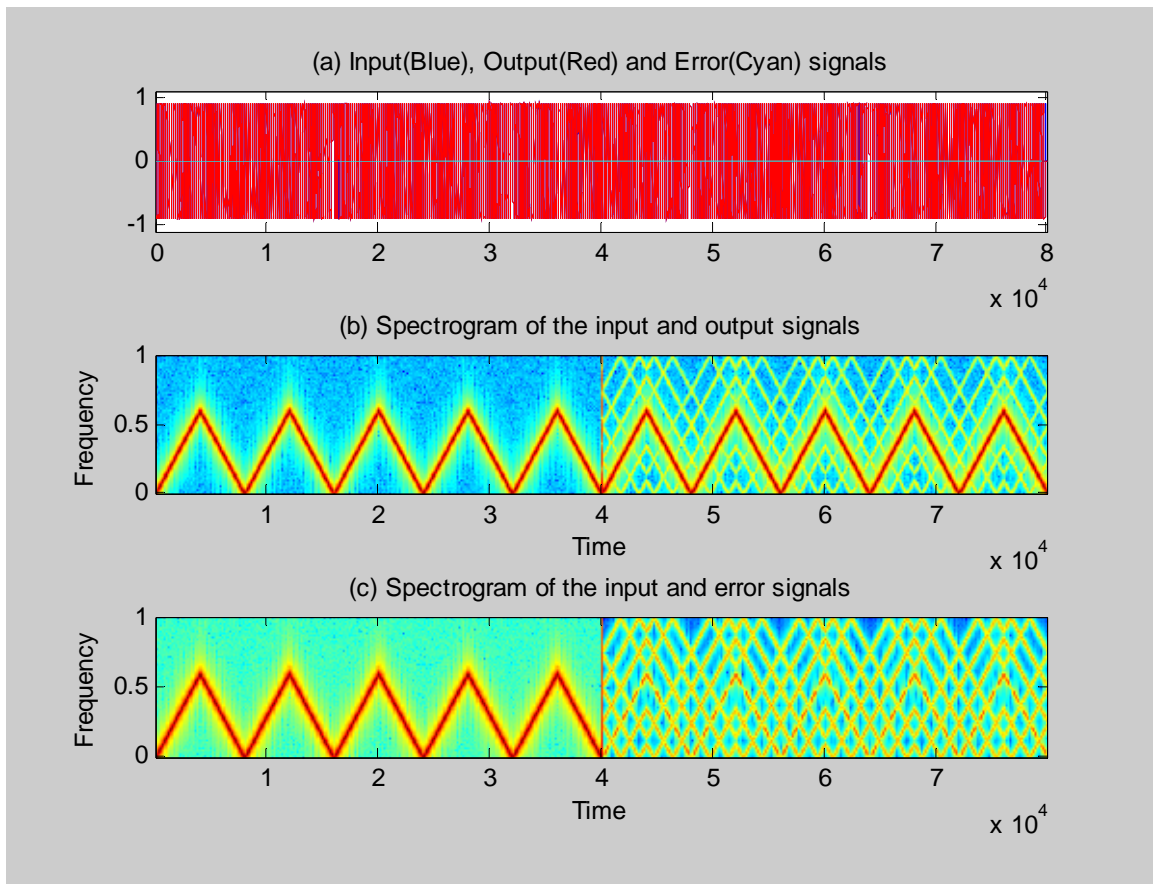 (a) Input(Blue), Output(Red) and Error(Cyan) signals
1
0
-1
0 1 2 3 4 5 6 7 8
x 10^4
(b) Spectrogram of the input and output signals
1
0.5
0
Frequency
1 2 3 4 5 6 7
Time
x 10^4
(c) Spectrogram of the input and error signals
1
0.5
0
Frequency
1 2 3 4 5 6 7
Time
x 10^4